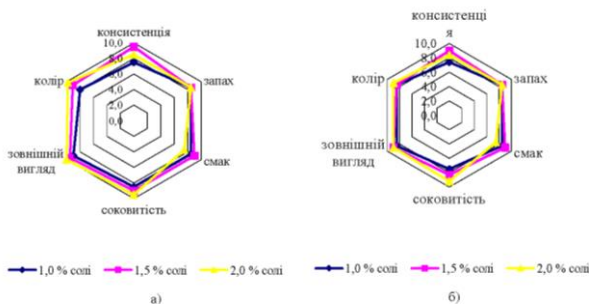 консистенція
10,0
8,0
6,0
4,0
2,0
0,0
запах
смак
соковитість
зовнішній
вигляд
колір
1,0 % солі
1,5 % солі
2,0 % солі
а)
консистенці
я
10,0
8,0
6,0
4,0
2,0
0,0
запах
смак
соковитість
зовнішній
вигляд
колір
1,0 % солі
1,5 % солі
2,0 % солі
б)